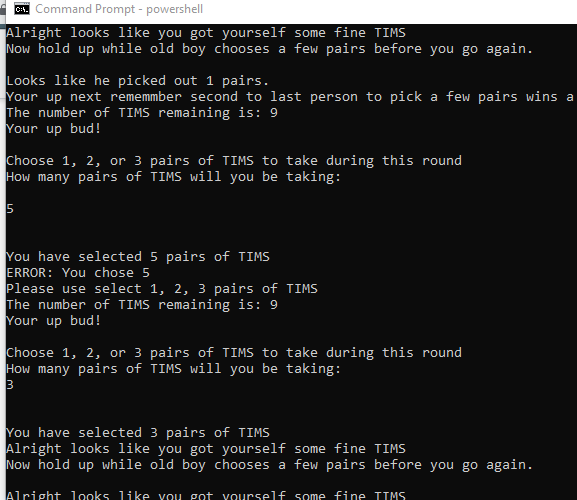 Command Prompt - powershell
Alright looks like you got yourself some fine TIMS
Now hold up while old boy chooses a few pairs before you go again.
Looks like he picked out 1 pairs.
Your up next rememmber second to last person to pick a few pairs wins a
The number of TIMS remaining is: 9
Your up bud!
Choose 1, 2, or 3 pairs of TIMS to take during this round
How many pairs of TIMS will you be taking:
5
You have selected 5 pairs of TIMS
ERROR: You chose 5
Please use select 1, 2, 3 pairs of TIMS
The number of TIMS remaining is: 9
Your up bud!
Choose 1, 2, or 3 pairs of TIMS to take during this round
How many pairs of TIMS will you be taking:
3
You have selected 3 pairs of TIMS
Alright looks like you got yourself some fine TIMS
Now hold up while old boy chooses a few pairs before you go again.
Alright looks like you got yourself some fine TIMS